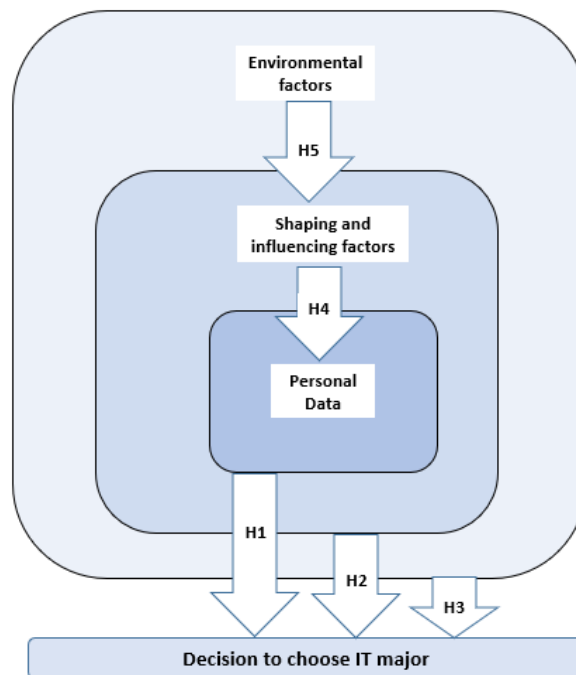 Environmental
factors
H5
Shaping and
influencing factors
H4
Personal
Data
H1
H2
H3
Decision to choose IT major